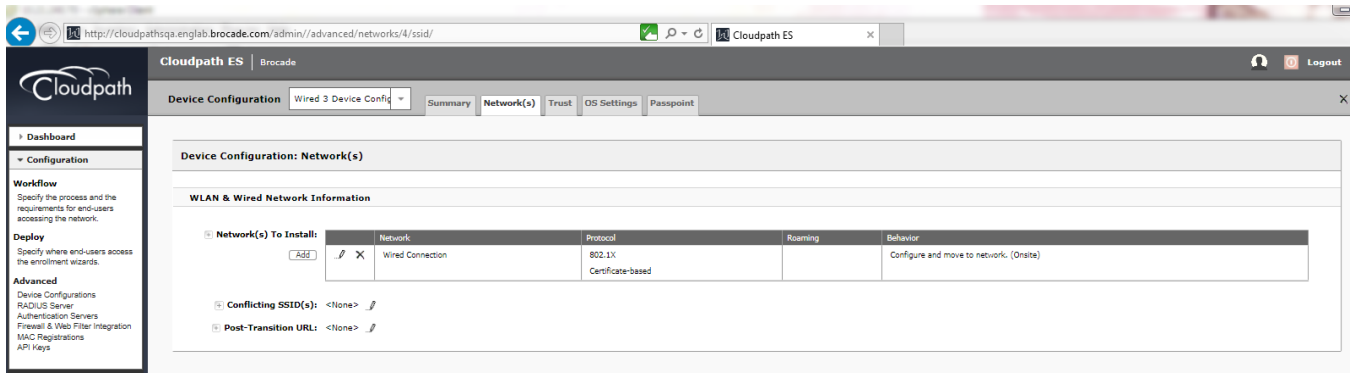 http://cloudpathsqa.englab.brocade.com/admin//advanced/networks/4/ssid/
Cloudpath ES
Cloudpath
Cloudpath ES | Brocade
Logout
Device Configuration
Wired 3 Device Config
Summary
Network(s)
Trust
OS Settings
Passpoint
Dashboard
Configuration
Workflow
Specify the process and the
requirements for end-users
accessing the network.
Deploy
Specify where end-users access
the enrollment wizards.
Advanced
Device Configurations
RADIUS Server
Authentication Servers
Firewall & Web Filter Integration
MAC Registrations
API Keys
Device Configuration: Network(s)
WLAN & Wired Network Information
Network(s) To Install:
Add
Network Protocol Roaming Behavior
Wired Connection 802.1X Configure and move to network. (Onsite)
Certificate-based
Conflicting SSID(s): <None>
Post-Transition URL: <None>